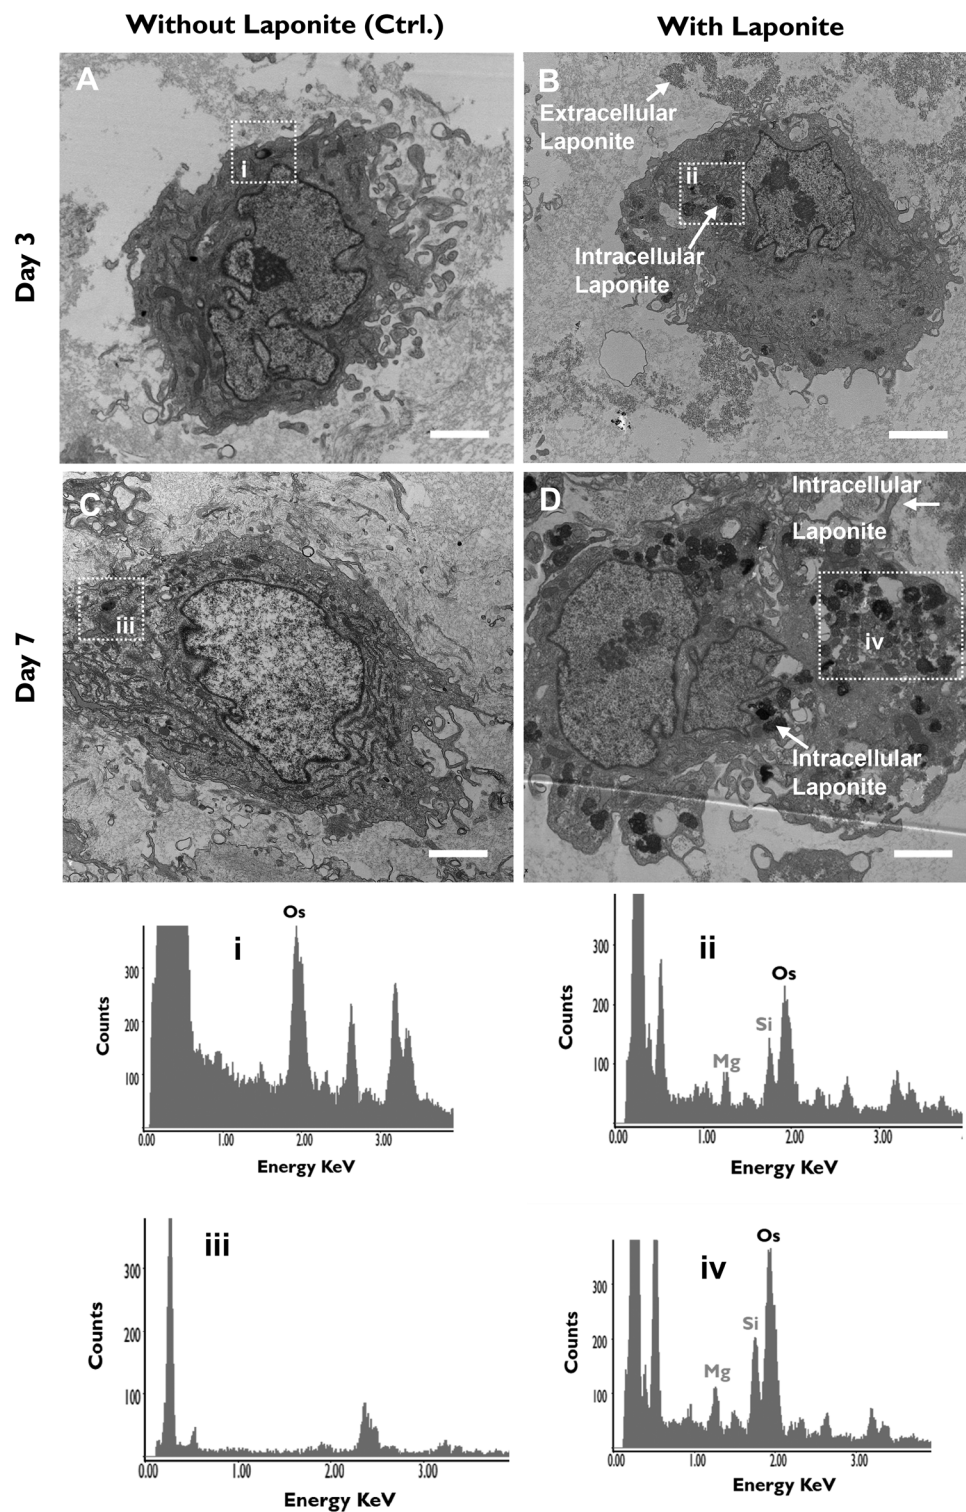 Without Laponite (Ctrl.)
With Laponite
Day 3
A
i
B
Extracellular
Laponite
ii
Intracellular
Laponite
Day 7
C
iii
D
Intracellular
Laponite
iv
Intracellular
Laponite
i
Os
Counts
300
200
100
0.00 1.00 2.00 3.00
Energy KeV
ii
Mg
Si
Os
Counts
300
200
100
0.00 1.00 2.00 3.00
Energy KeV
iii
Counts
300
200
100
0.00 1.00 2.00 3.00
Energy KeV
iv
Mg
Si
Os
Counts
300
200
100
0.00 1.00 2.00 3.00
Energy KeV